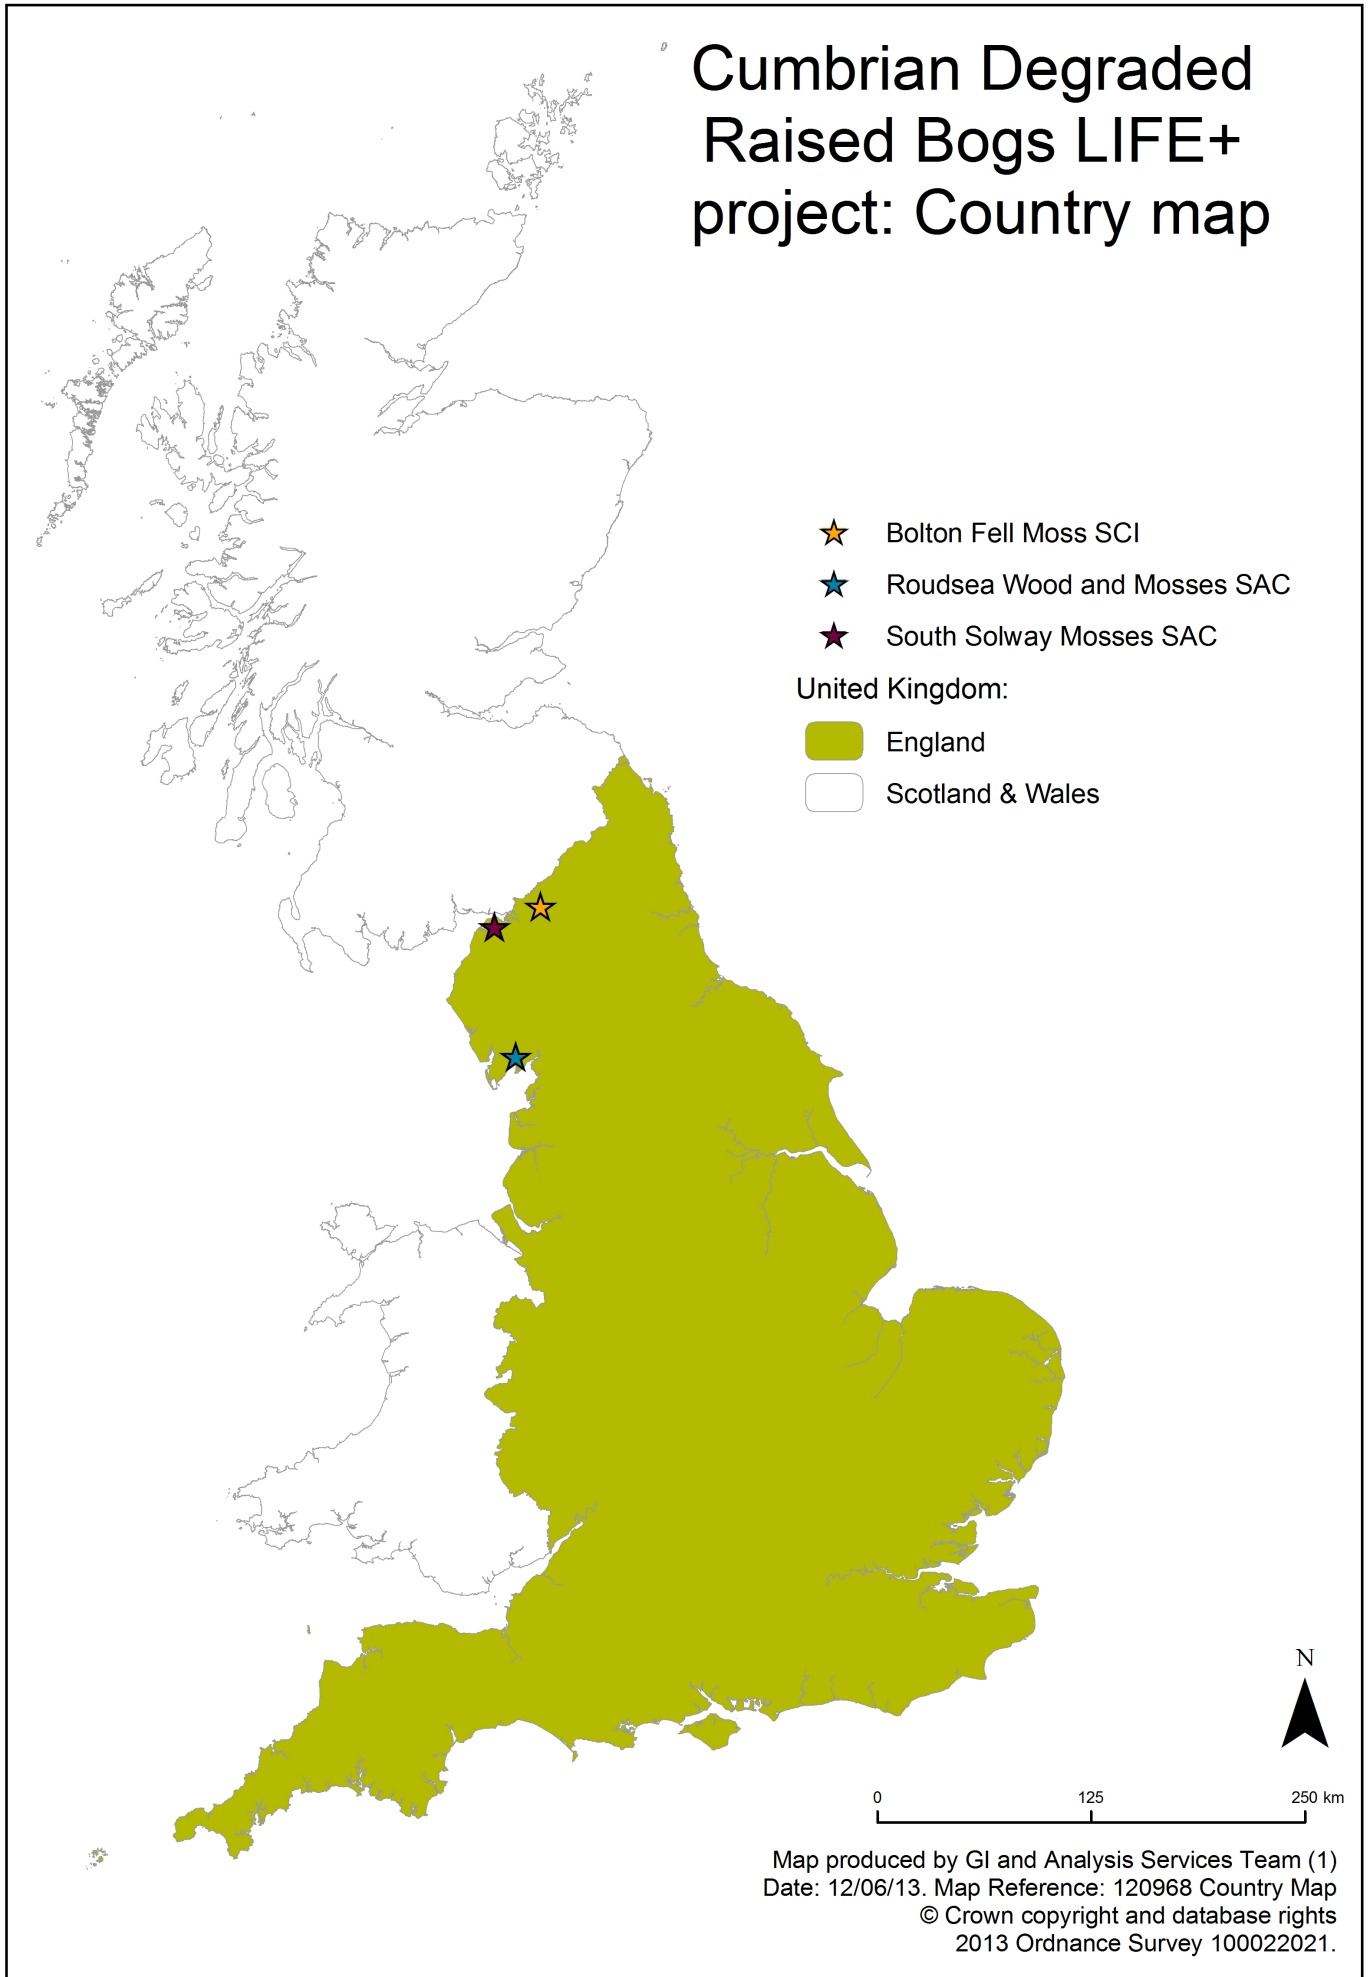 Cumbrian Degraded
Raised Bogs LIFE+
project: Country map
Bolton Fell Moss SCI
Roudsea Wood and Mosses SAC
South Solway Mosses SAC
United Kingdom:
England
Scotland & Wales
N
0 125 250 km
Map produced by GI and Analysis Services Team (1)
Date: 12/06/13. Map Reference: 120968 Country Map
© Crown copyright and database rights
2013 Ordnance Survey 100022021.